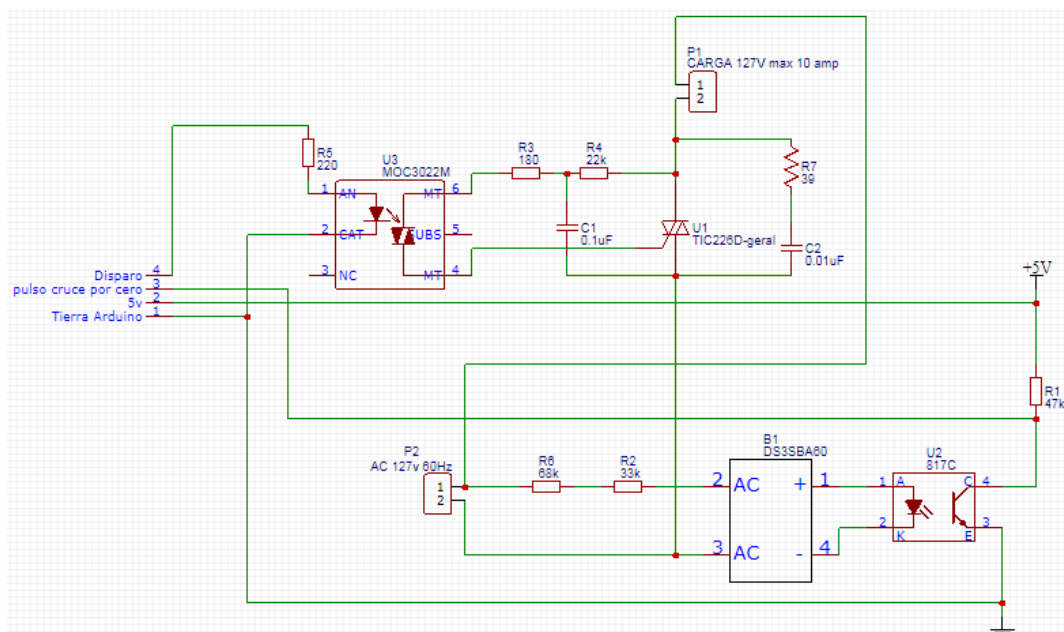 P1
CARGA 127V max 10 amp
1
2
R5
220
U3
MOC3022M
1 AN MT 6
2 CAT SUBS 5
3 NC MT 4
R3
180
R4
22k
C1
0.1uF
U1
TIC226D-geral
R7
39
C2
0.01uF
Disparo 4
pulso cruce por cero 3
5v 2
Tierra Arduino 1
+5V
R1
47k
P2
AC 127v 60Hz
1
2
R6
68k
R2
33k
B1
DS3SBA60
2 AC + 1
3 AC - 4
U2
817C
1 A C 4
2 K E 3